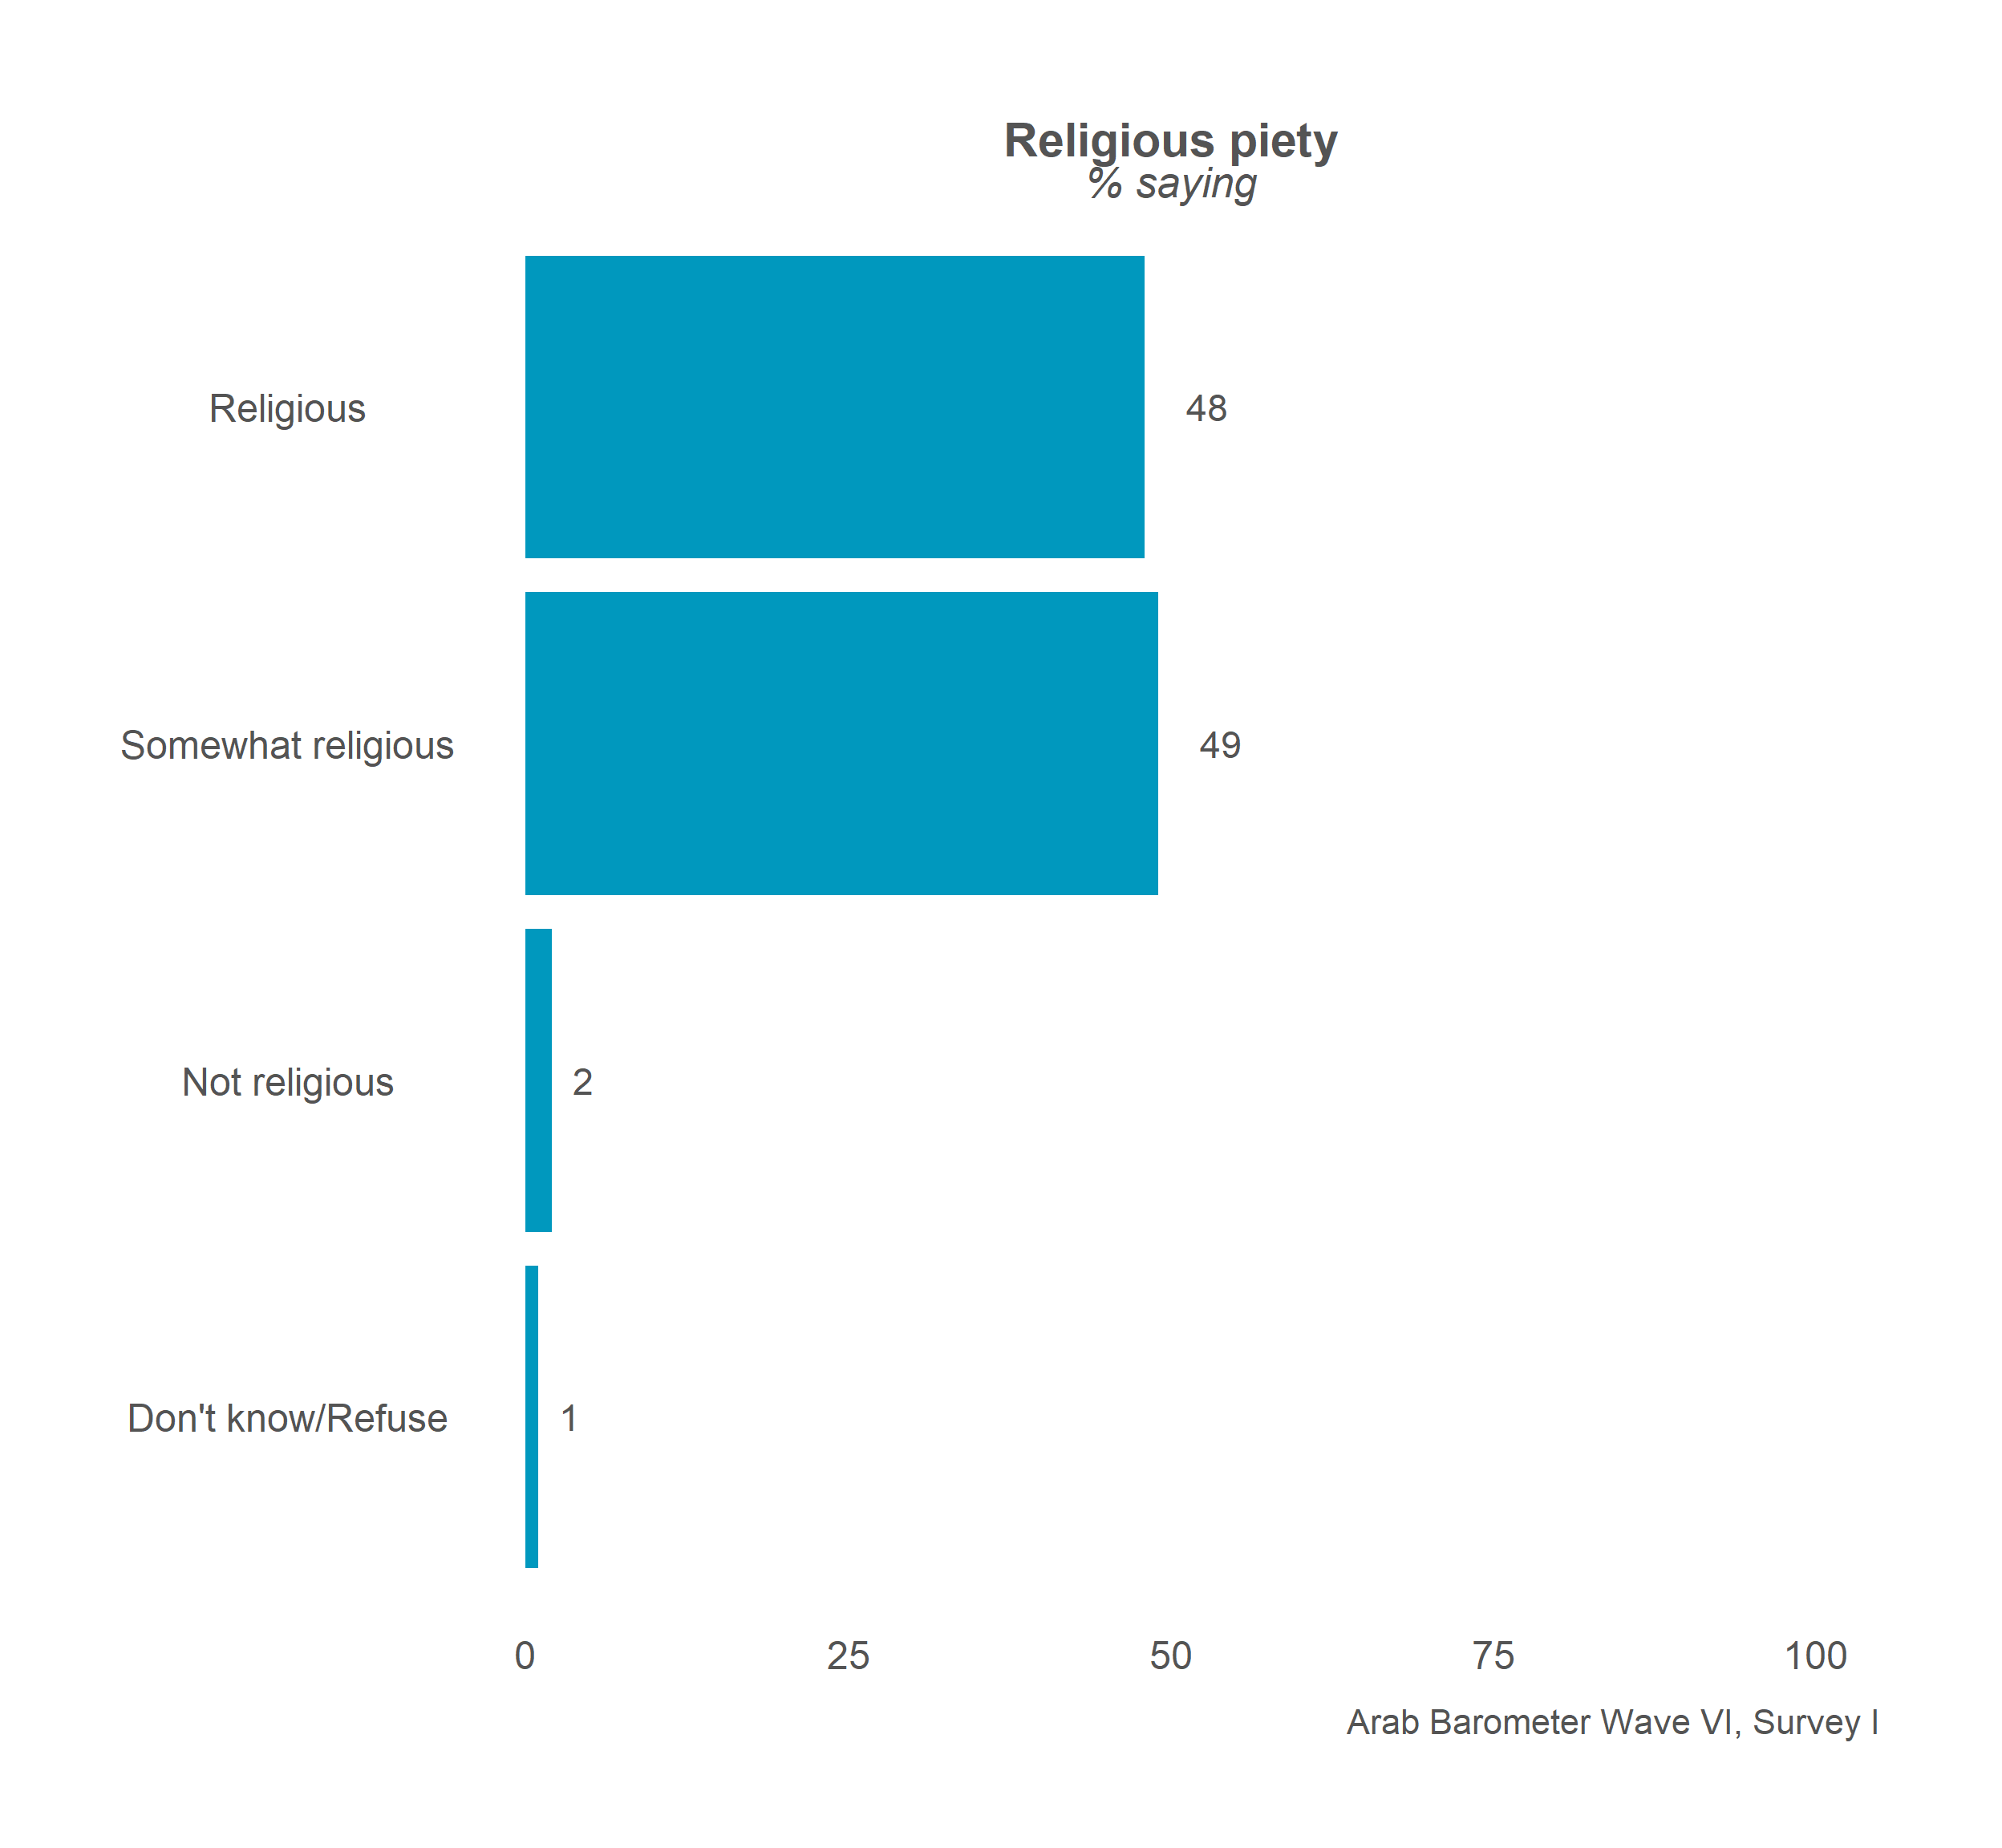 Religious piety
% saying
Religious 48
Somewhat religious 49
Not religious 2
Don't know/Refuse 1
0 25 50 75 100
Arab Barometer Wave VI, Survey I